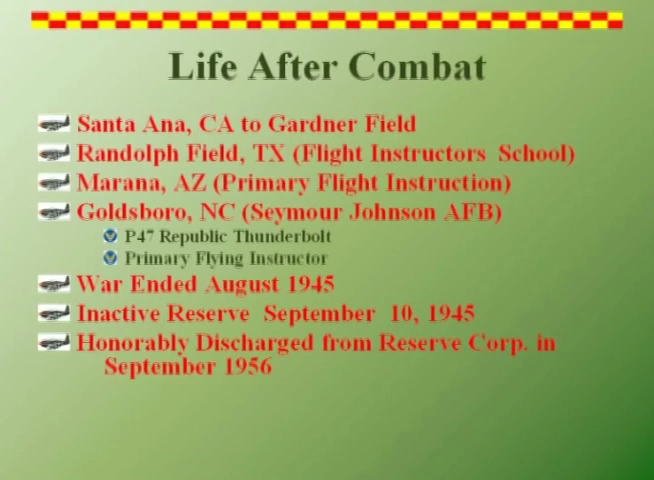 Life After Combat
Santa Ana, CA to Gardner Field
Randolph Field, TX (Flight Instructors School)
Marana, AZ (Primary Flight Instruction)
Goldsboro, NC (Seymour Johnson AFB)
P47 Republic Thunderbolt
Primary Flying Instructor
War Ended August 1945
Inactive Reserve September 10, 1945
Honorably Discharged from Reserve Corp. in
September 1956